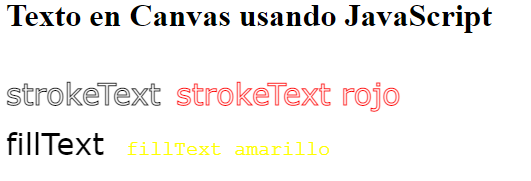 Texto en Canvas usando JavaScript
strokeText strokeText rojo
fillText fillText amarillo